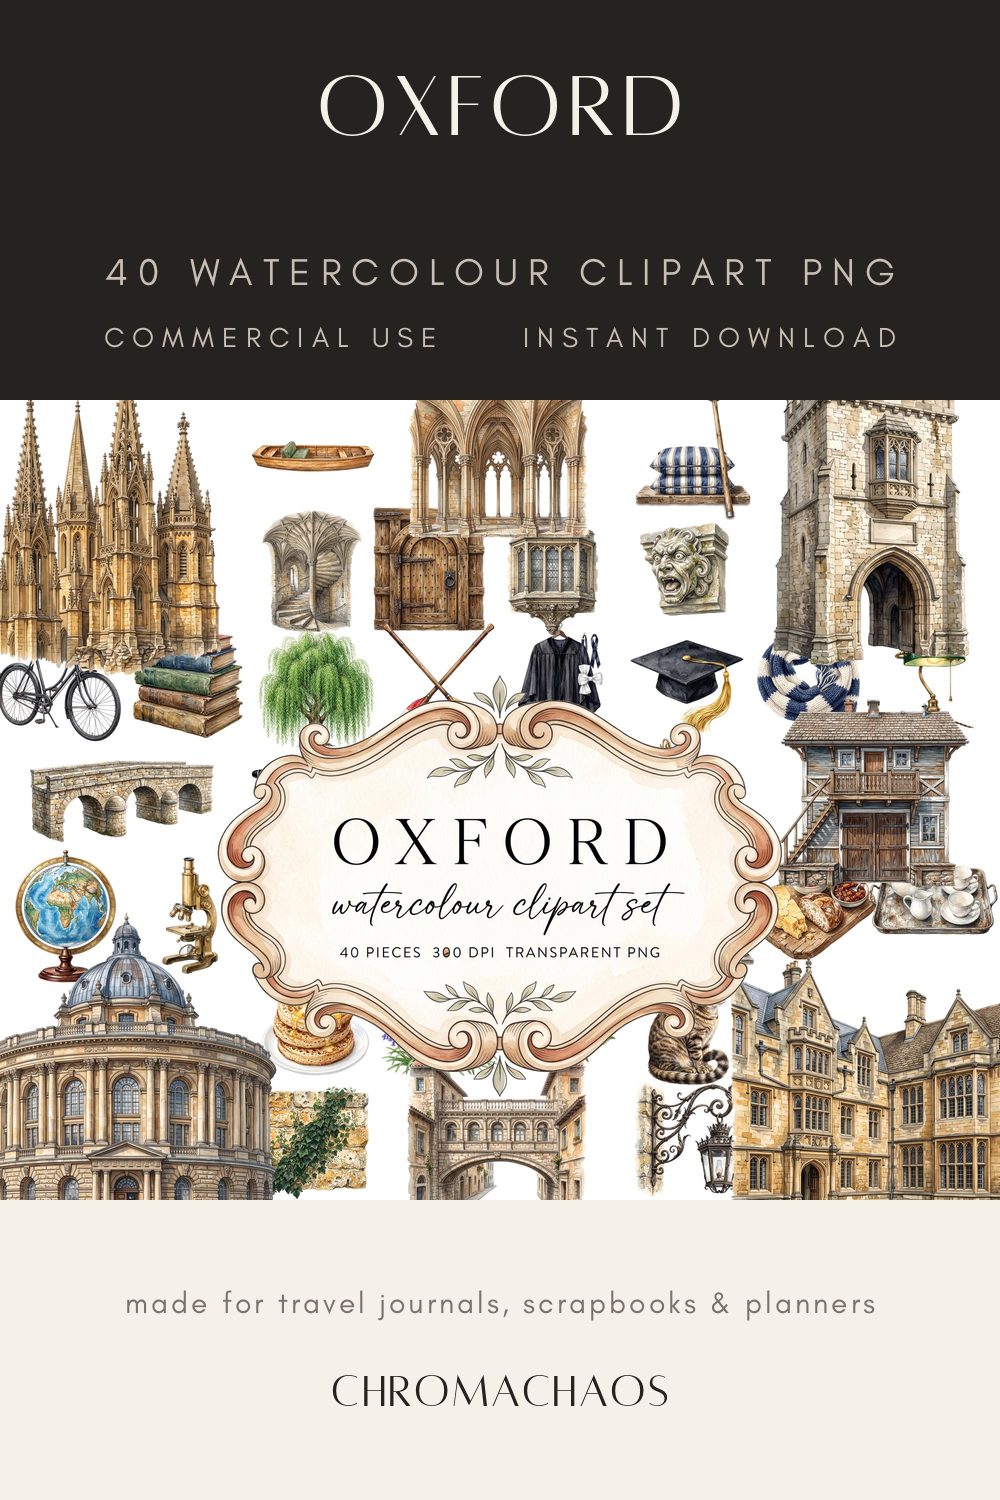 OXFORD
40 WATERCOLOUR CLIPART PNG
COMMERCIAL USE INSTANT DOWNLOAD
OXFORD
watercolour clipart set
40 PIECES 300 DPI TRANSPARENT PNG
made for travel journals, scrapbooks & planners
CHROMACHAOS